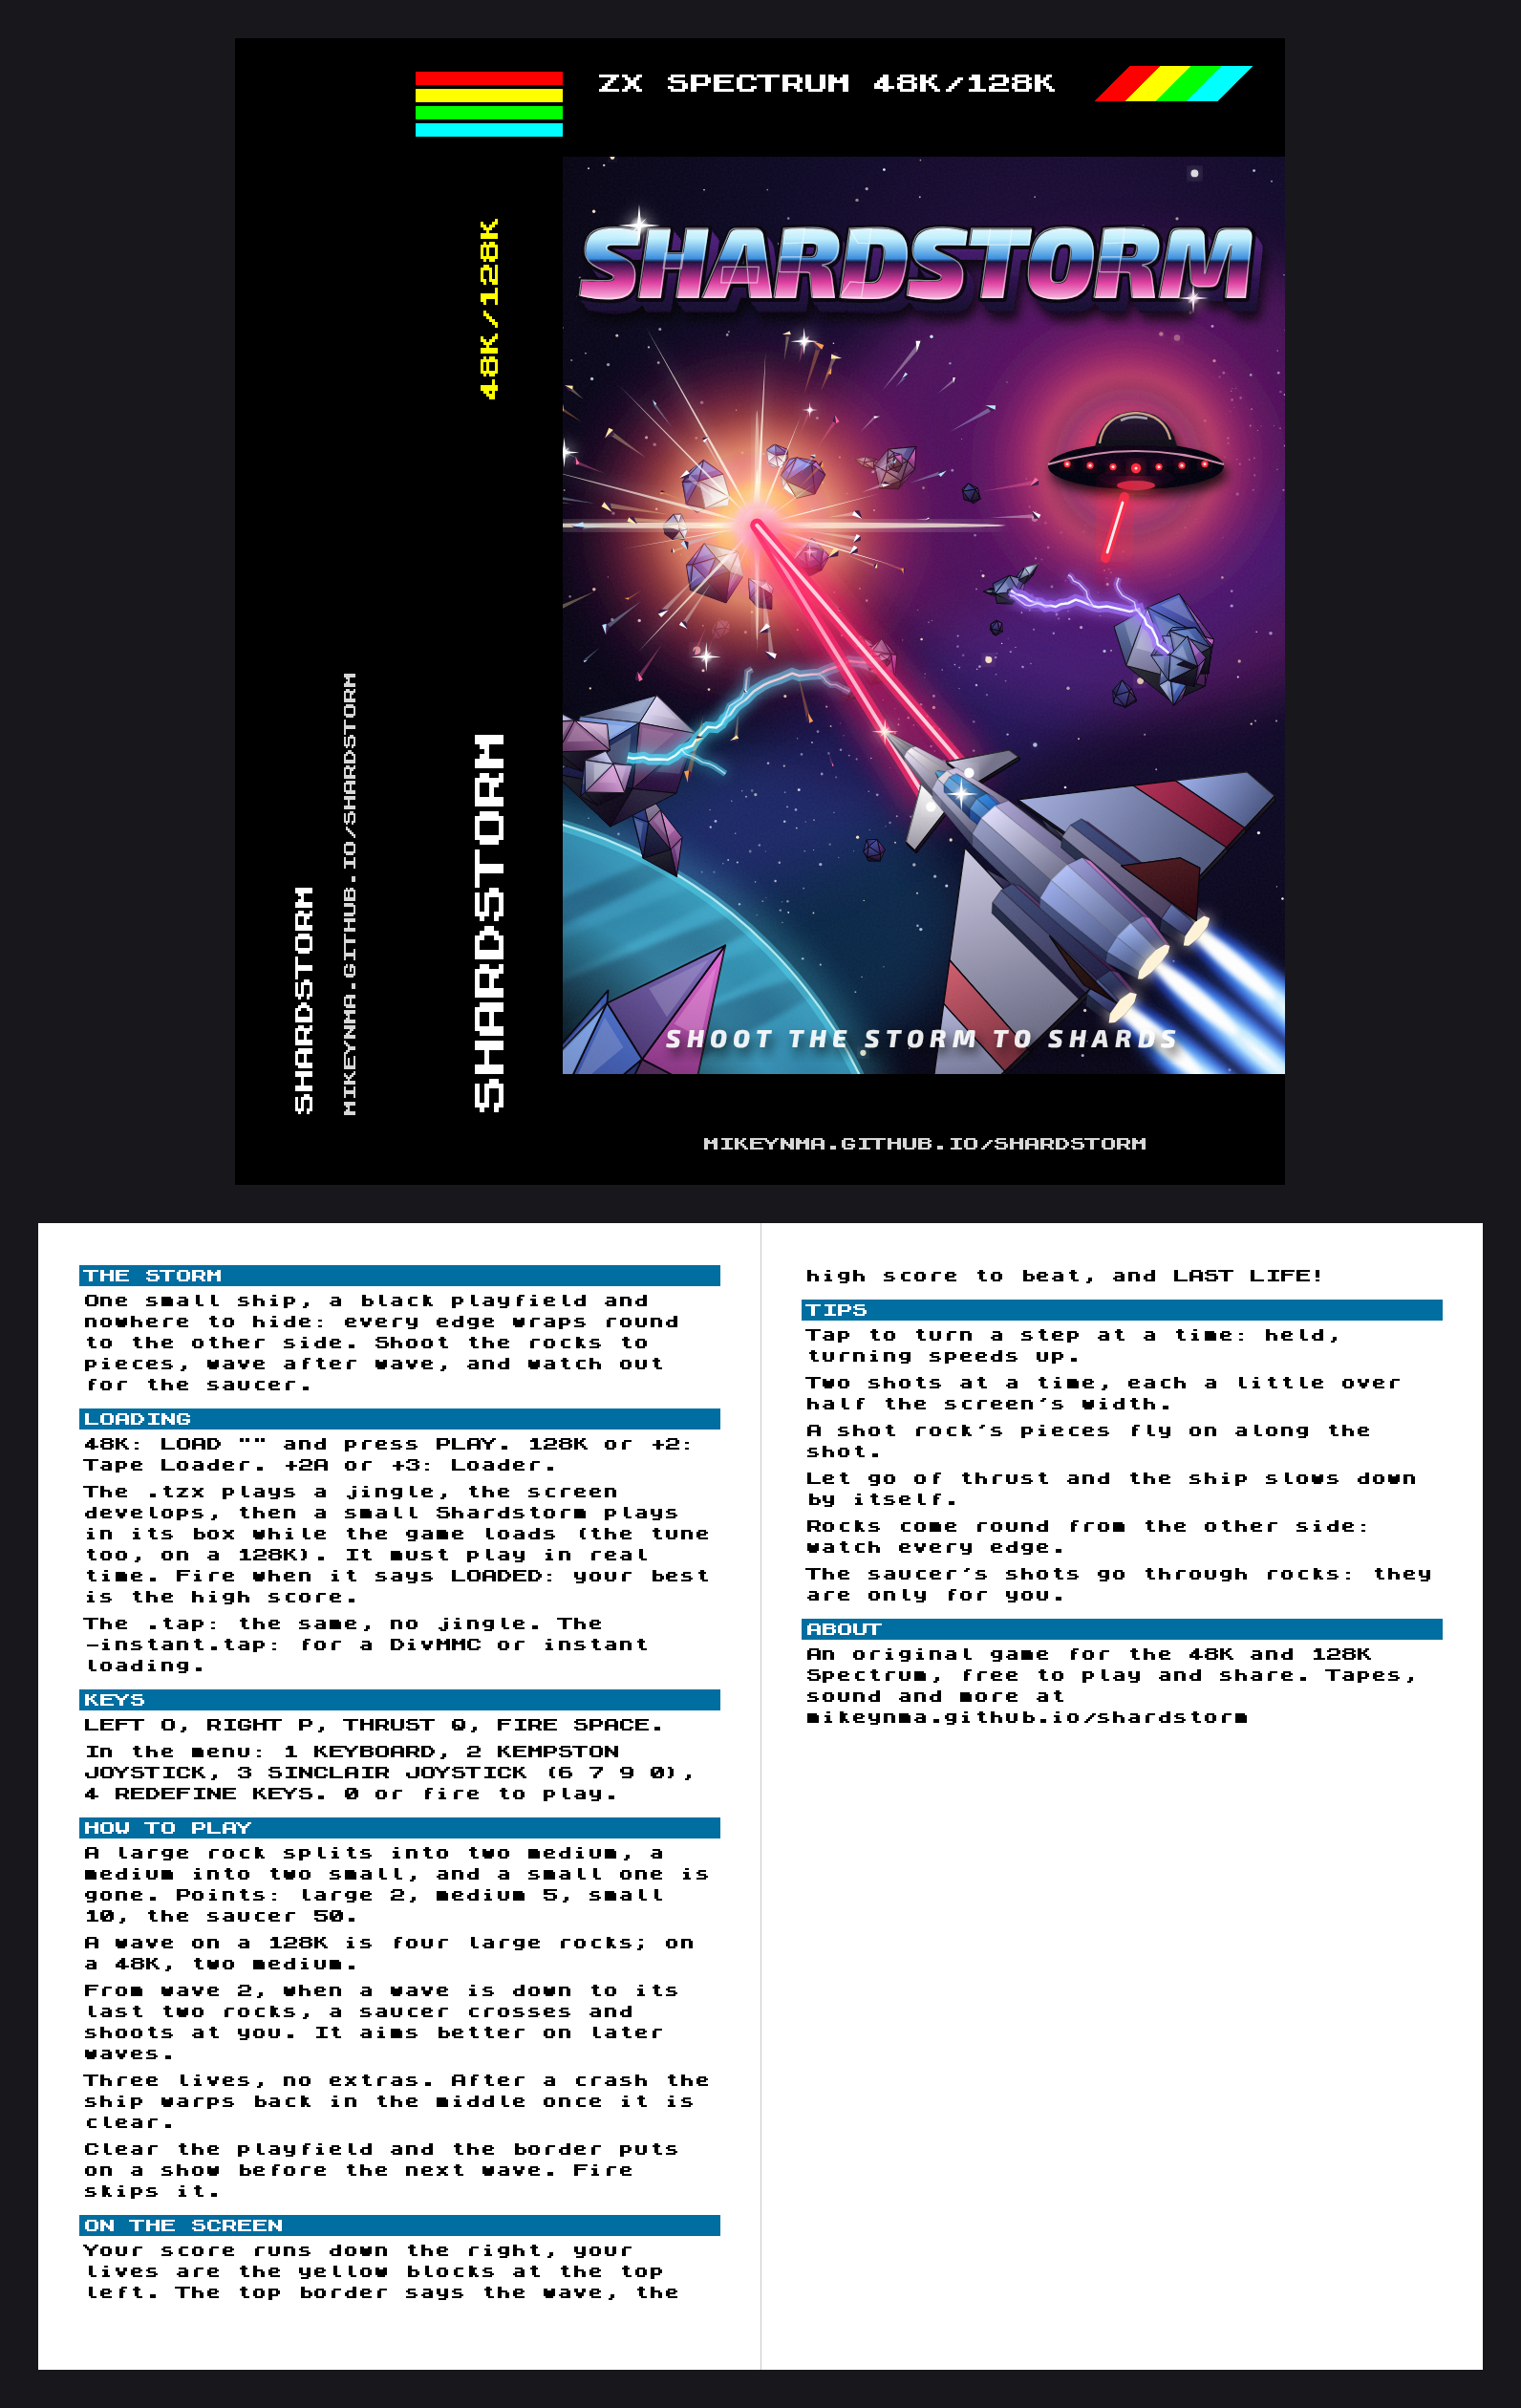 ZX SPECTRUM 48K/128K
48K/128K
SHARDSTORM
SHARDSTORM
MIKEYNMA.GITHUB.IO/SHARDSTORM
SHARDSTORM
SHOOT THE STORM TO SHARDS
MIKEYNMA.GITHUB.IO/SHARDSTORM
THE STORM
One small ship, a black playfield and
nowhere to hide: every edge wraps round
to the other side. Shoot the rocks to
pieces, wave after wave, and watch out
for the saucer.
LOADING
48K: LOAD "" and press PLAY. 128K or +2:
Tape Loader. +2A or +3: Loader.
The .tzx plays a jingle, the screen
develops, then a small Shardstorm plays
in its box while the game loads (the tune
too, on a 128K). It must play in real
time. Fire when it says LOADED: your best
is the high score.
The .tap: the same, no jingle. The
-instant.tap: for a DivMMC or instant
loading.
KEYS
LEFT O, RIGHT P, THRUST Q, FIRE SPACE.
In the menu: 1 KEYBOARD, 2 KEMPSTON
JOYSTICK, 3 SINCLAIR JOYSTICK (6 7 9 0),
4 REDEFINE KEYS. 0 or fire to play.
HOW TO PLAY
A large rock splits into two medium, a
medium into two small, and a small one is
gone. Points: large 2, medium 5, small
10, the saucer 50.
A wave on a 128K is four large rocks; on
a 48K, two medium.
From wave 2, when a wave is down to its
last two rocks, a saucer crosses and
shoots at you. It aims better on later
waves.
Three lives, no extras. After a crash the
ship warps back in the middle once it is
clear.
Clear the playfield and the border puts
on a show before the next wave. Fire
skips it.
ON THE SCREEN
Your score runs down the right, your
lives are the yellow blocks at the top
left. The top border says the wave, the
high score to beat, and LAST LIFE!
TIPS
Tap to turn a step at a time: held,
turning speeds up.
Two shots at a time, each a little over
half the screen's width.
A shot rock's pieces fly on along the
shot.
Let go of thrust and the ship slows down
by itself.
Rocks come round from the other side:
watch every edge.
The saucer's shots go through rocks: they
are only for you.
ABOUT
An original game for the 48K and 128K
Spectrum, free to play and share. Tapes,
sound and more at
mikeynma.github.io/shardstorm